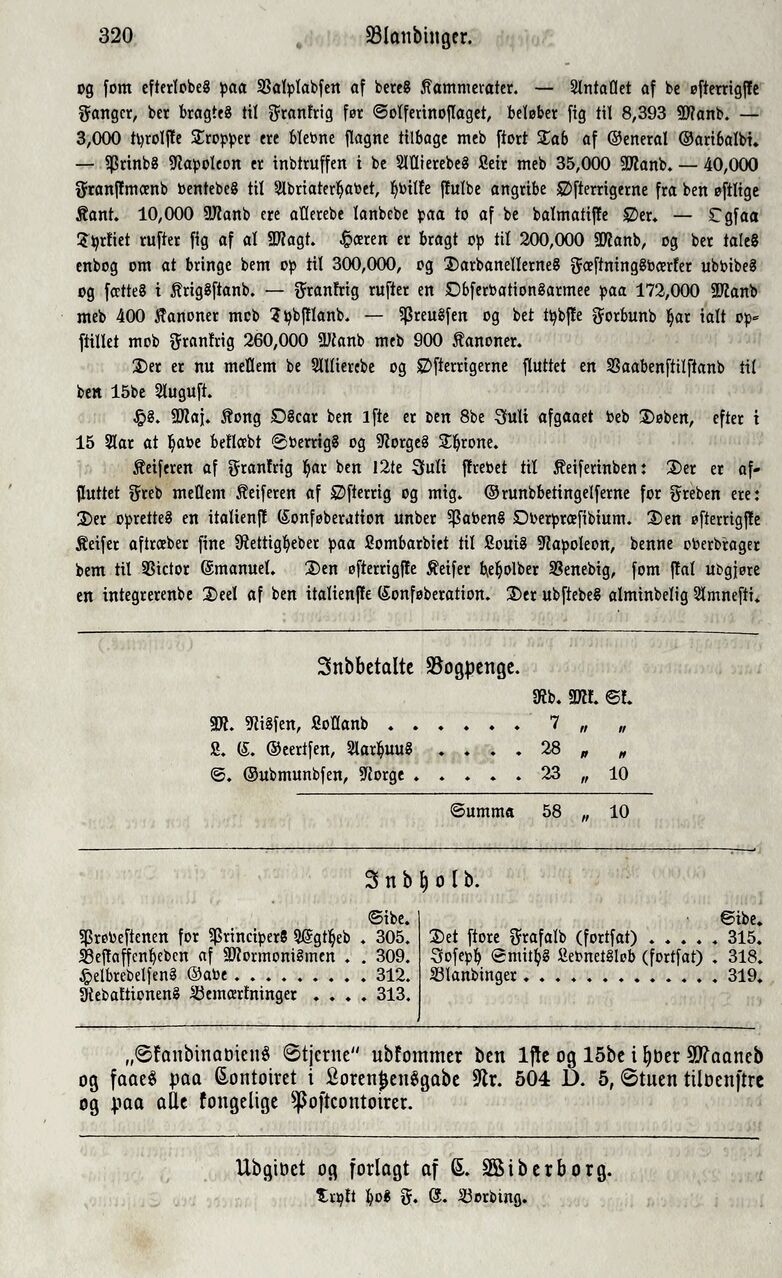 320 Blandinger.
og som efterlodes paa Valpladsen af deres Kammerater. — Antallet af de østerrigske
Fanger, der bragtes til Frankrig før Solferinoslaget, beløber sig til 8,393 Mand. —
3,000 tyrolske Tropper ere blevne slagne tilbage med stort Tab af General Garibaldi.
— Prinds Napoleon er indtruffen i de Allieredes Leir med 35,000 Mand. — 40,000
Franskmænd ventedes til Adriaterhavet, hvilke skulde angribe Østerrigerne fra den østlige
Kant. 10,000 Mand ere allerede landede paa to af de dalmatiske Øer. — Ogsaa
Tyrkiet ruster sig af al Magt. Hæren er bragt op til 200,000 Mand, og der tales
endog om at bringe dem op til 300,000, og Dardanellernes Fæstningsværker udvides
og sættes i Krigsstand. — Frankrig ruster en Observationsarmee paa 172,000 Mand
med 400 Kanoner mod Tydskland. — Preussen og det tydske Forbund har ialt op-
stillet mod Frankrig 260,000 Mand med 900 Kanoner.
Der er nu mellem de Allierede og Østerrigerne sluttet en Vaabenstilstand til
den 15de August.
Hs. Maj. Kong Oscar den 1ste er den 8de Juli afgaaet ved Døden, efter i
15 Aar at have beklædt Sverrigs og Norges Throne.
Keiseren af Frankrig har den 12te Juli skrevet til Keiserinden: Der er af-
sluttet Fred mellem Keiseren af Østerrig og mig. Grundbetingelserne for Freden ere:
Der oprettes en italiensk Conføderation under Pavens Overpræsidium. Den østerrigske
Keiser aftræder sine Rettigheder paa Lombardiet til Louis Napoleon, denne overdrager
dem til Victor Emanuel. Den østerrigske Keiser beholder Venedig, som skal udgjøre
en integrerende Deel af den italienske Conføderation. Der udstedes almindelig Amnesti.
Indbetalte Bogpenge.
Rd. Mk. Sk.
M. Nissen, Lolland . . . . . . 7 „ „
L. C. Geertsen, Aarhuus . . . . 28 „ „
S. Gudmundsen, Norge . . . . . 23 „ 10
Summa 58 „ 10
Indhold.
Side.
Prøvestenen for Principers Ægthed . 305.
Beskaffenheden af Mormonismen . . 309.
Helbredelsens Gave . . . . . . . . . 312.
Redaktionens Bemærkninger . . . . 313.
Side.
Det store Frafald (fortsat) . . . . . 315.
Joseph Smiths Levnetsløb (fortsat) . 318.
Blandinger . . . . . . . . . . . . . 319.
„Skandinaviens Stjerne" udkommer den 1ste og 15de i hver Maaned
og faaes paa Contoiret i Lorentzensgade Nr. 504 D. 5, Stuen tilvenstre
og paa alle kongelige Postcontoirer.
Udgivet og forlagt af C. Widerborg.
Trykt hos F. E. Bording.